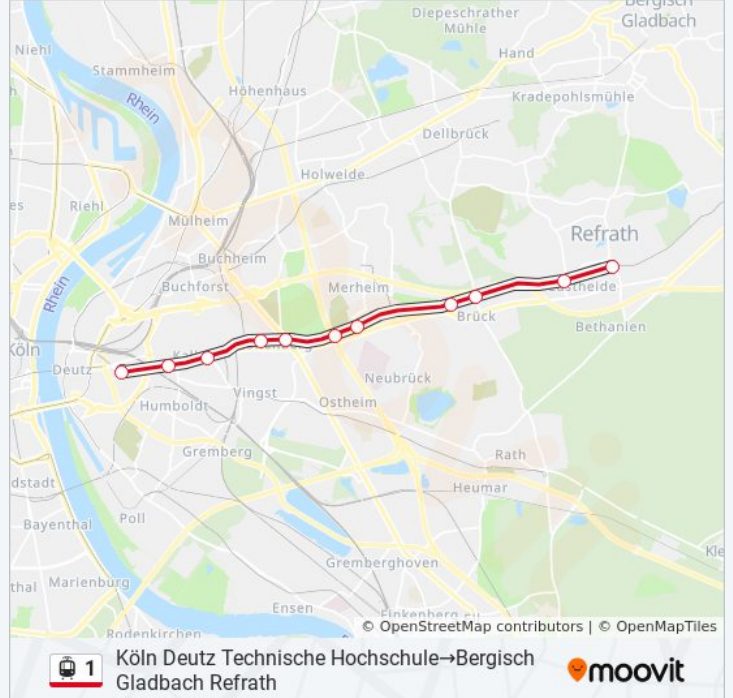 Bergisch
Gladbach
Diepeschrather
Mühle
Niehl
Hand
Stammheim
Höhenhaus
Kradepohlsmühle
Rhein
Dellbrück
Holweide
Riehl
Mülheim
Refrath
Buchheim
Rhein
Buchforst
Merheim
Brück
Bethanien
Köln
Deutz
Neubrück
Vingst
Humboldt
Ostheim
Gremberg
Rath
Heumar
Poll
Bayenthal
Gremberghoven
Marienburg
Ensen
Rodenkirchen
© OpenStreetMap contributors | © OpenMapTiles
1
Köln Deutz Technische Hochschule→Bergisch
Gladbach Refrath
moovit